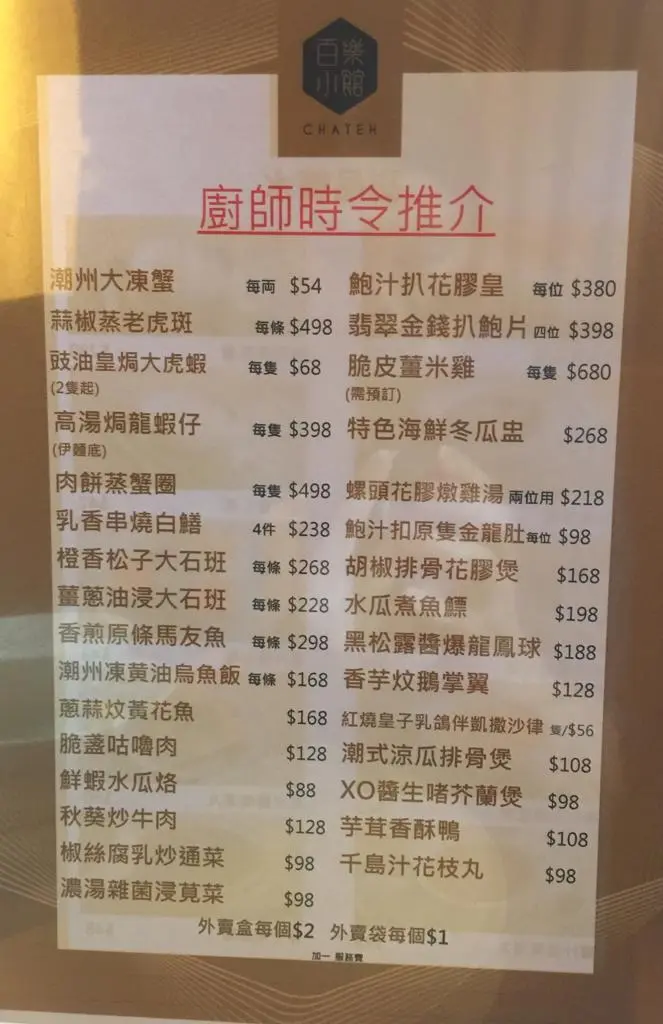 百樂
小館
CHATEH
廚師時令推介
潮州大凍蟹 每両 $54
蒜椒蒸老虎斑 每條 $498
豉油皇焗大虎蝦 每隻 $68
(2隻起)
高湯焗龍蝦仔 每隻 $398
(伊麵底)
肉餅蒸蟹圈 每隻 $498
乳香串燒白鱔 4件 $238
橙香松子大石班 每條 $268
薑蔥油浸大石班 每條 $228
香煎原條馬友魚 每條 $298
潮州凍黃油烏魚飯 每條 $168
蔥蒜炆黃花魚 $168
脆盞咕嚕肉 $128
鮮蝦水瓜烙 $88
秋葵炒牛肉 $128
椒絲腐乳炒通菜 $98
濃湯雜菌浸莧菜 $98
鮑汁扒花膠皇 每位 $380
翡翠金錢扒鮑片 四位 $398
脆皮薑米雞 每隻 $680
(需預訂)
特色海鮮冬瓜盅 $268
螺頭花膠燉雞湯 兩位用 $218
鮑汁扣原隻金龍肚 每位 $98
胡椒排骨花膠煲 $168
水瓜煮魚鰾 $198
黑松露醬爆龍鳳球 $188
香芋炆鵝掌翼 $128
紅燒皇子乳鴿伴凱撒沙律 隻/$56
潮式涼瓜排骨煲 $108
XO醬生啫芥蘭煲 $98
芋茸香酥鴨 $108
千島汁花枝丸 $98
外賣盒每個$2 外賣袋每個$1
加一 服務費